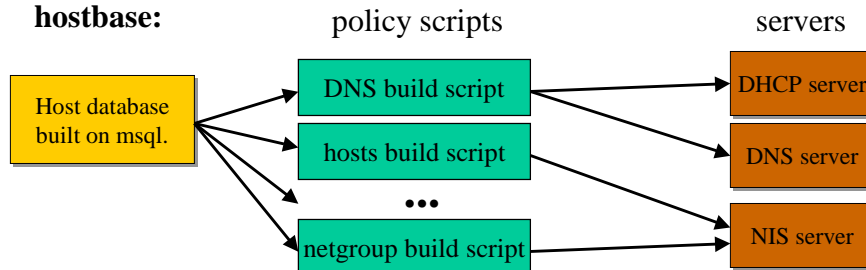 hostbase:
policy scripts
servers
Host database
built on msql.
DNS build script
hosts build script
...
netgroup build script
DHCP server
DNS server
NIS server